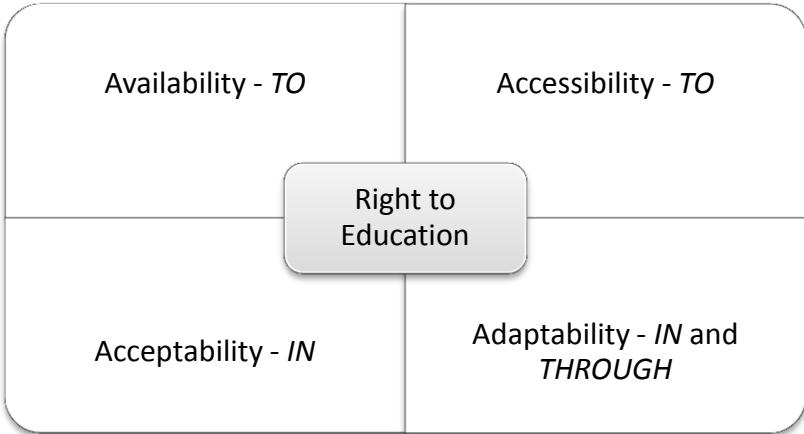 Availability - TO
Accessibility - TO
Right to
Education
Acceptability - IN
Adaptability - IN and
THROUGH